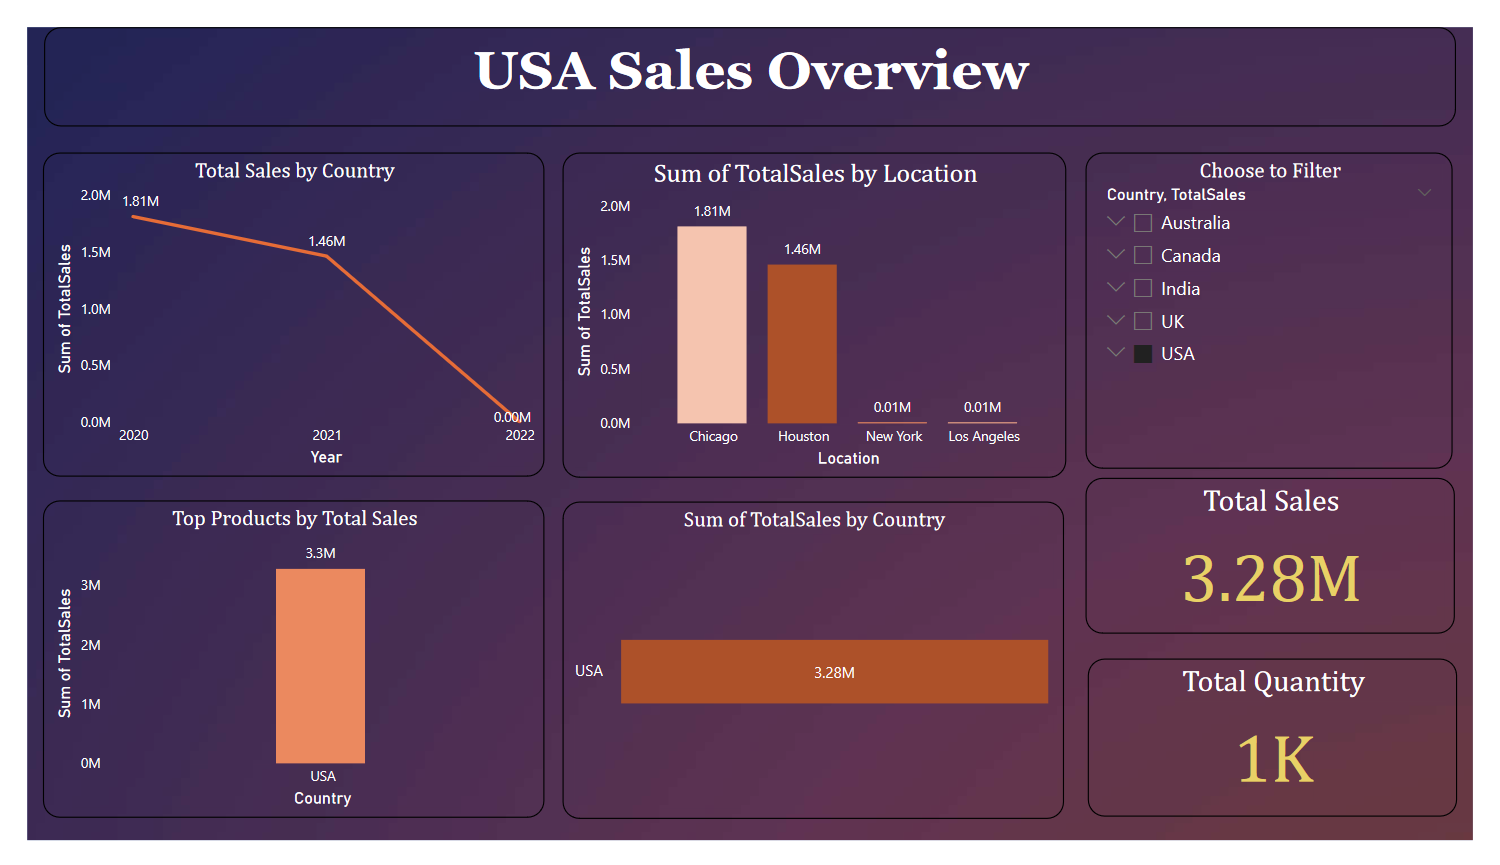 USA Sales Overview
Total Sales by Country
Sum of TotalSales
2.0M
1.5M
1.0M
0.5M
0.0M
1.81M
1.46M
0.00M
2020
2021
2022
Year
Sum of TotalSales by Location
Sum of TotalSales
2.0M
1.5M
1.0M
0.5M
0.0M
1.81M
1.46M
0.01M
0.01M
Chicago
Houston
New York
Los Angeles
Location
Choose to Filter
Country, TotalSales
Australia
Canada
India
UK
USA
Top Products by Total Sales
Sum of TotalSales
3M
2M
1M
0M
3.3M
USA
Country
Sum of TotalSales by Country
USA
3.28M
Total Sales
3.28M
Total Quantity
1K